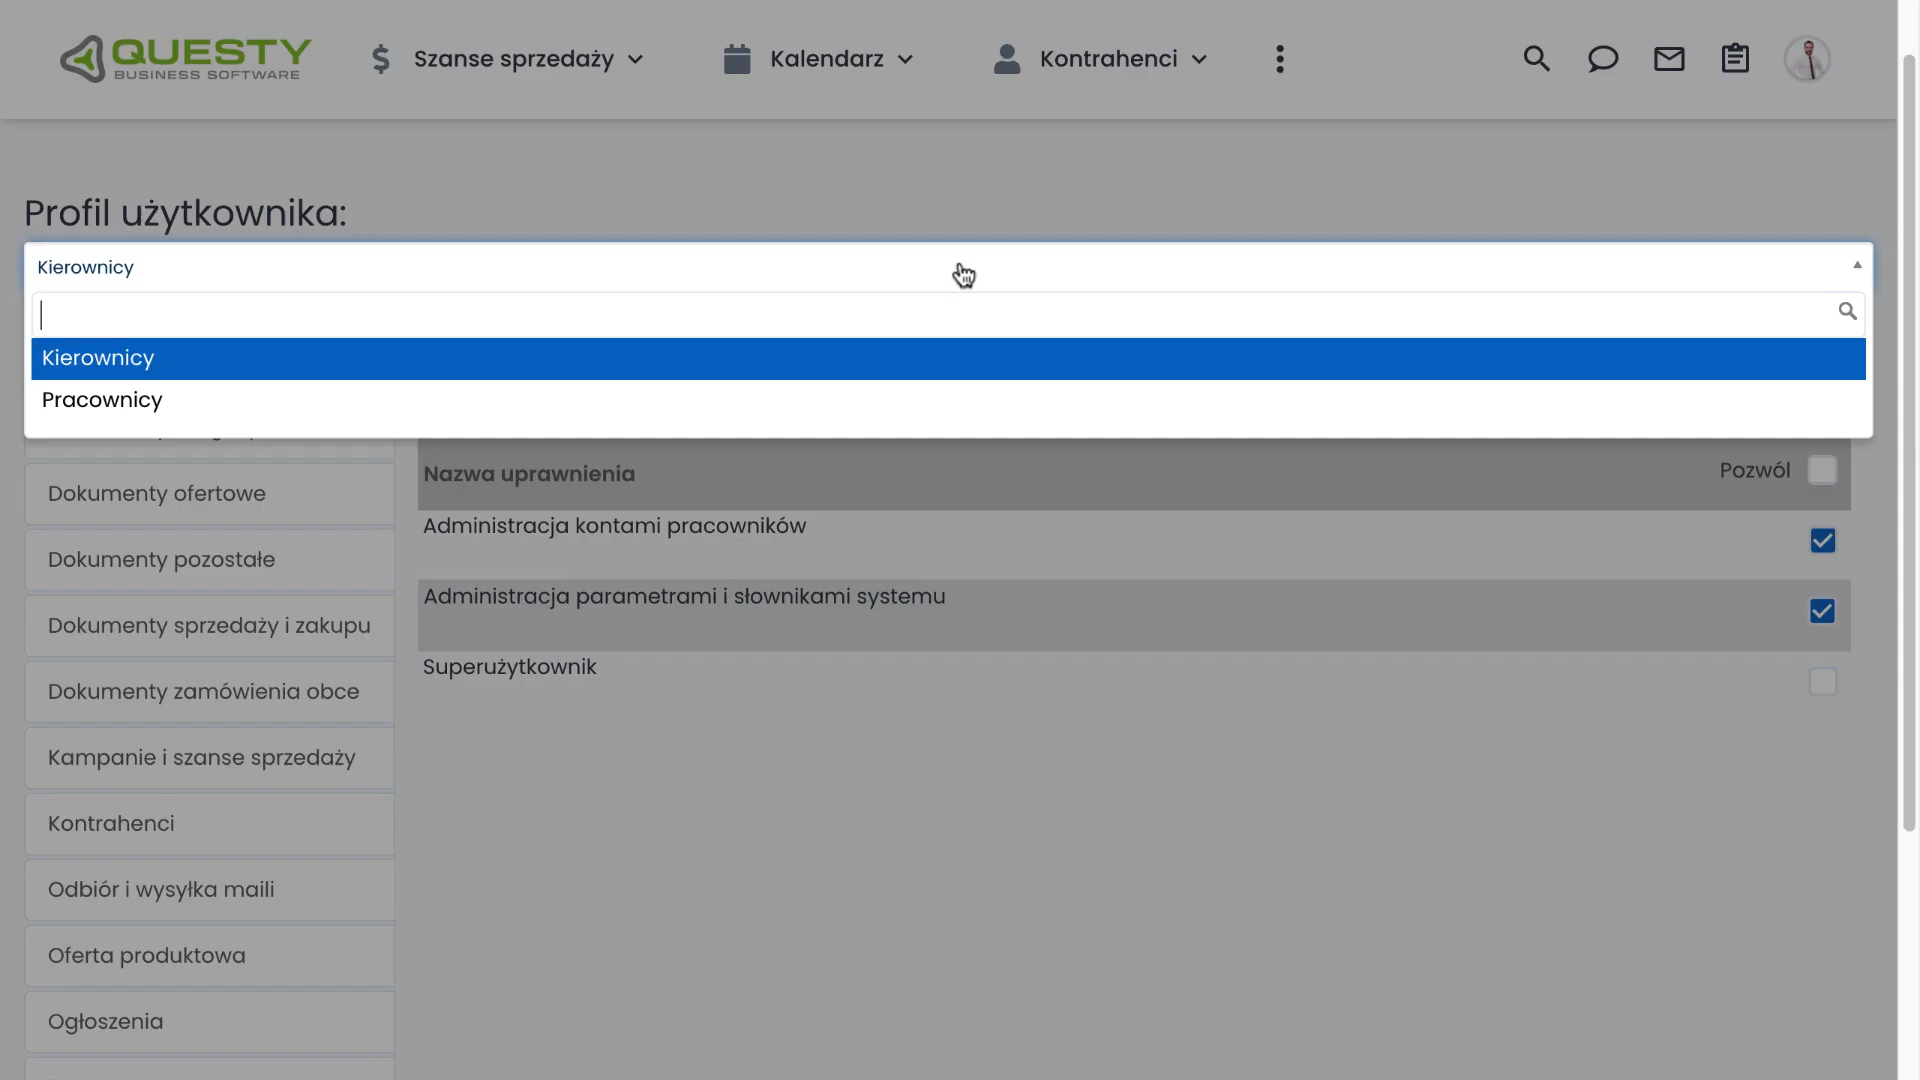 QUESTY
BUSINESS SOFTWARE
Szanse sprzedaży
Kalendarz
Kontrahenci
Profil użytkownika:
Kierownicy
Kierownicy
Pracownicy
Nazwa uprawnienia
Pozwól
Dokumenty ofertowe
Administracja kontami pracowników
Dokumenty pozostałe
Administracja parametrami i słownikami systemu
Dokumenty sprzedaży i zakupu
Superużytkownik
Dokumenty zamówienia obce
Kampanie i szanse sprzedaży
Kontrahenci
Odbiór i wysyłka maili
Oferta produktowa
Ogłoszenia